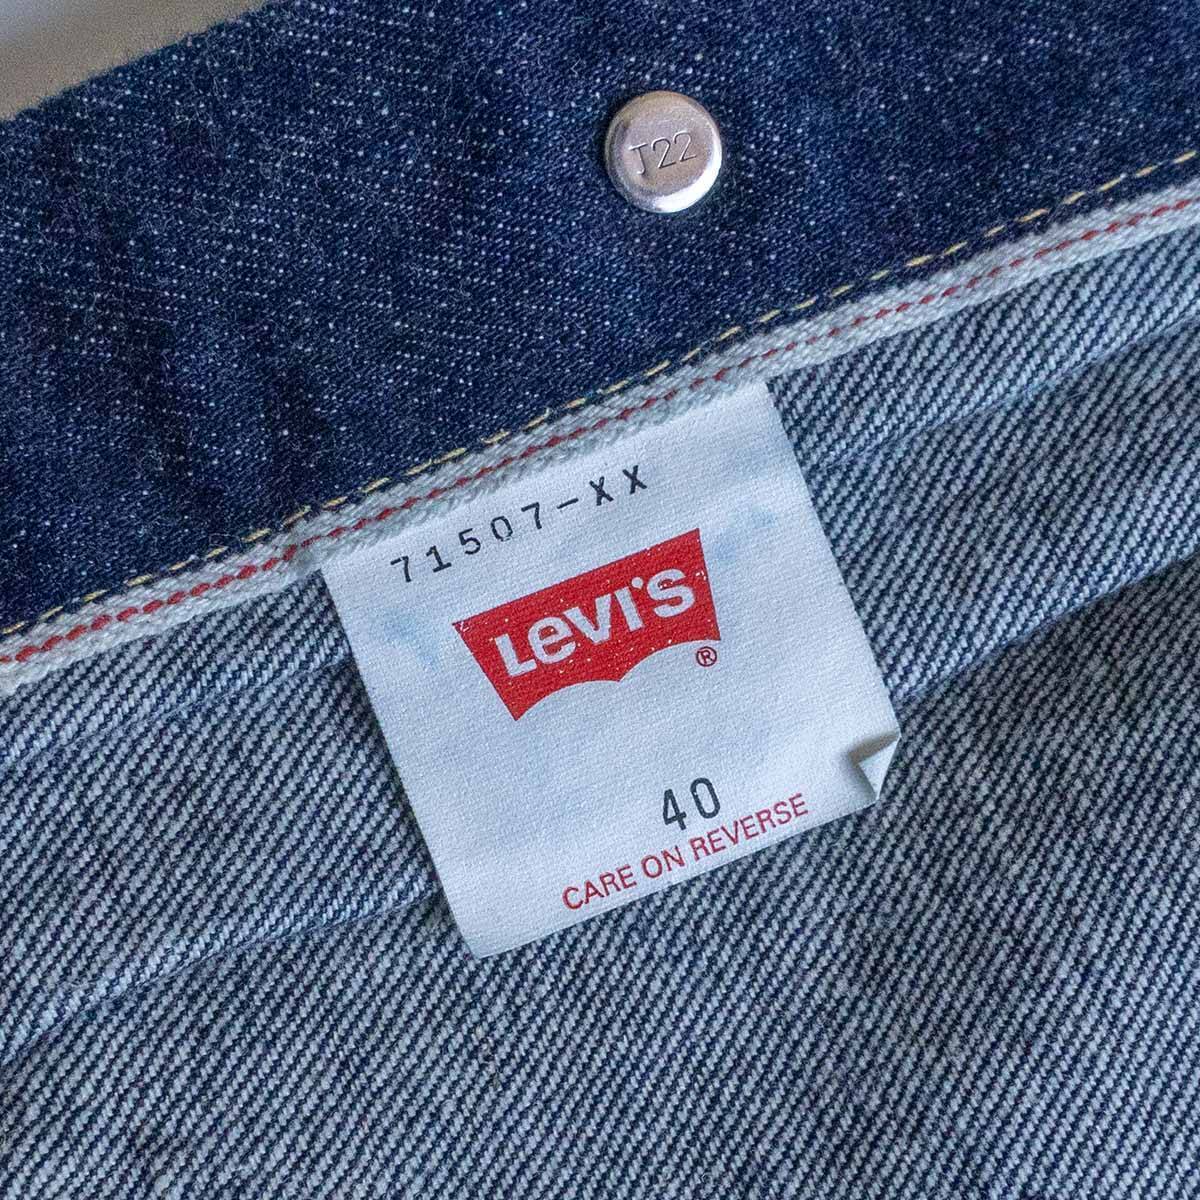 J22
71507-XX
Levi's
®
40
CARE ON REVERSE